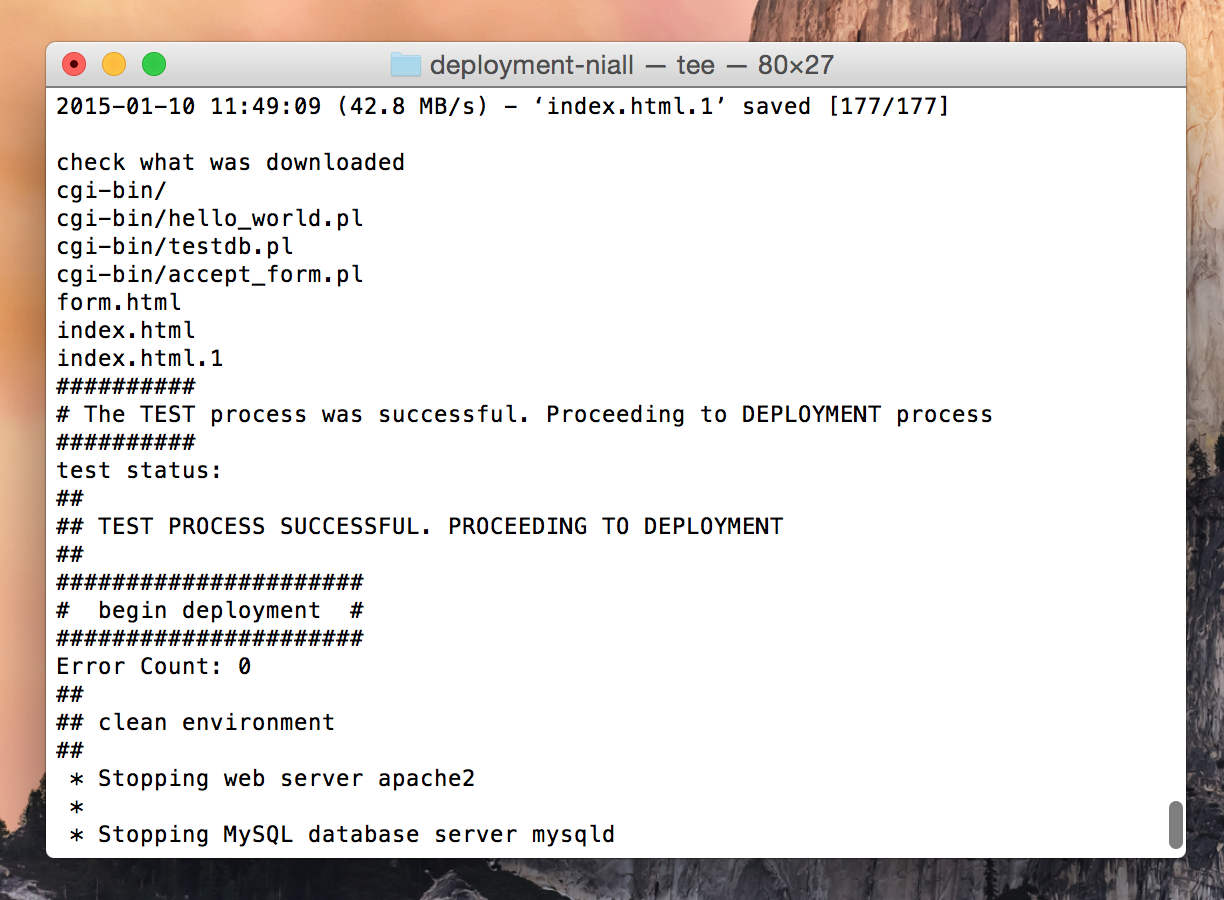 deployment-niall — tee — 80×27
2015-01-10 11:49:09 (42.8 MB/s) - ‘index.html.1’ saved [177/177]
check what was downloaded
cgi-bin/
cgi-bin/hello_world.pl
cgi-bin/testdb.pl
cgi-bin/accept_form.pl
form.html
index.html
index.html.1
##########
# The TEST process was successful. Proceeding to DEPLOYMENT process
##########
test status:
##
## TEST PROCESS SUCCESSFUL. PROCEEDING TO DEPLOYMENT
##
######################
#  begin deployment  #
######################
Error Count: 0
##
## clean environment
##
 * Stopping web server apache2
 *
 * Stopping MySQL database server mysqld